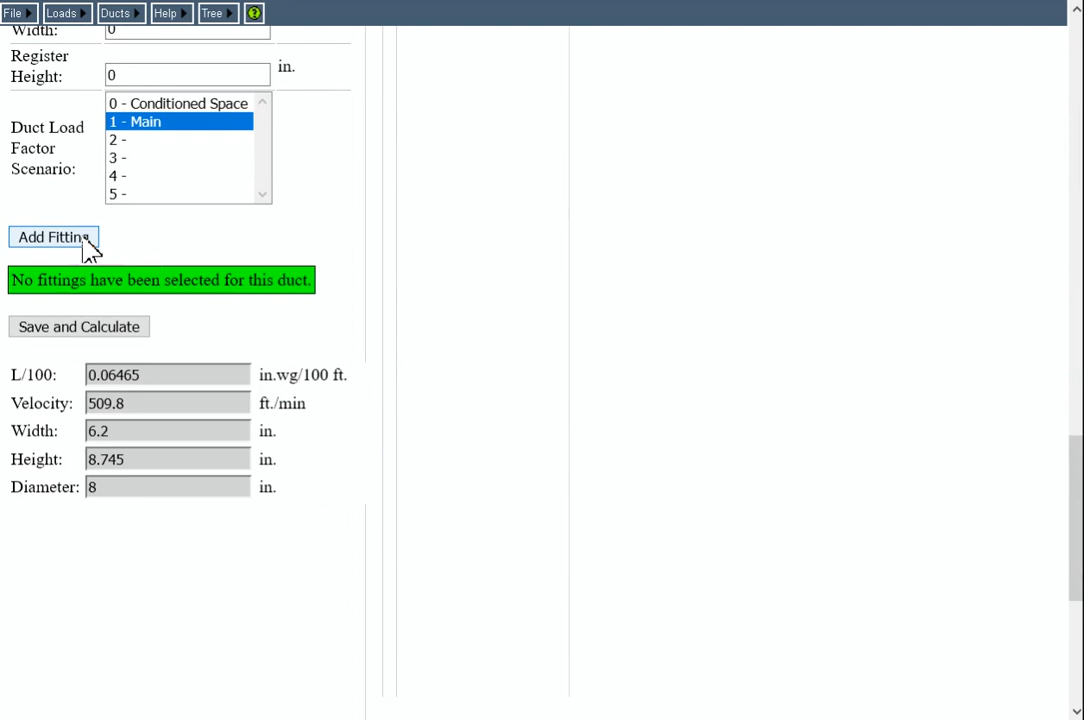 File Loads Ducts Help Tree ?
Width: 0
Register
Height: 0 in.
0 - Conditioned Space
1 - Main
2 -
3 -
4 -
5 -
Duct Load
Factor
Scenario:
Add Fitting
No fittings have been selected for this duct.
Save and Calculate
L/100: 0.06465 in.wg/100 ft.
Velocity: 509.8 ft./min
Width: 6.2 in.
Height: 8.745 in.
Diameter: 8 in.